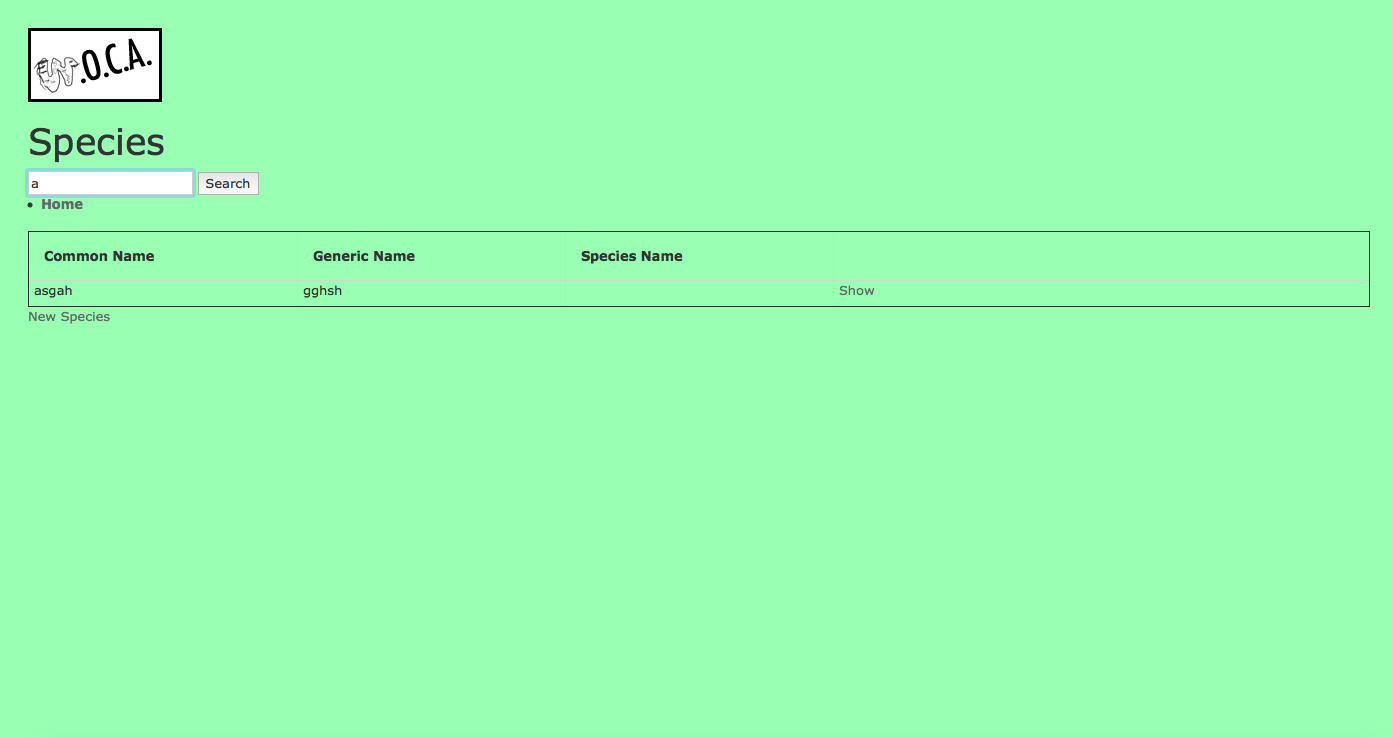 .O.C.A.
Species
a Search
Home
Common Name Generic Name Species Name
asgah gghsh Show
New Species